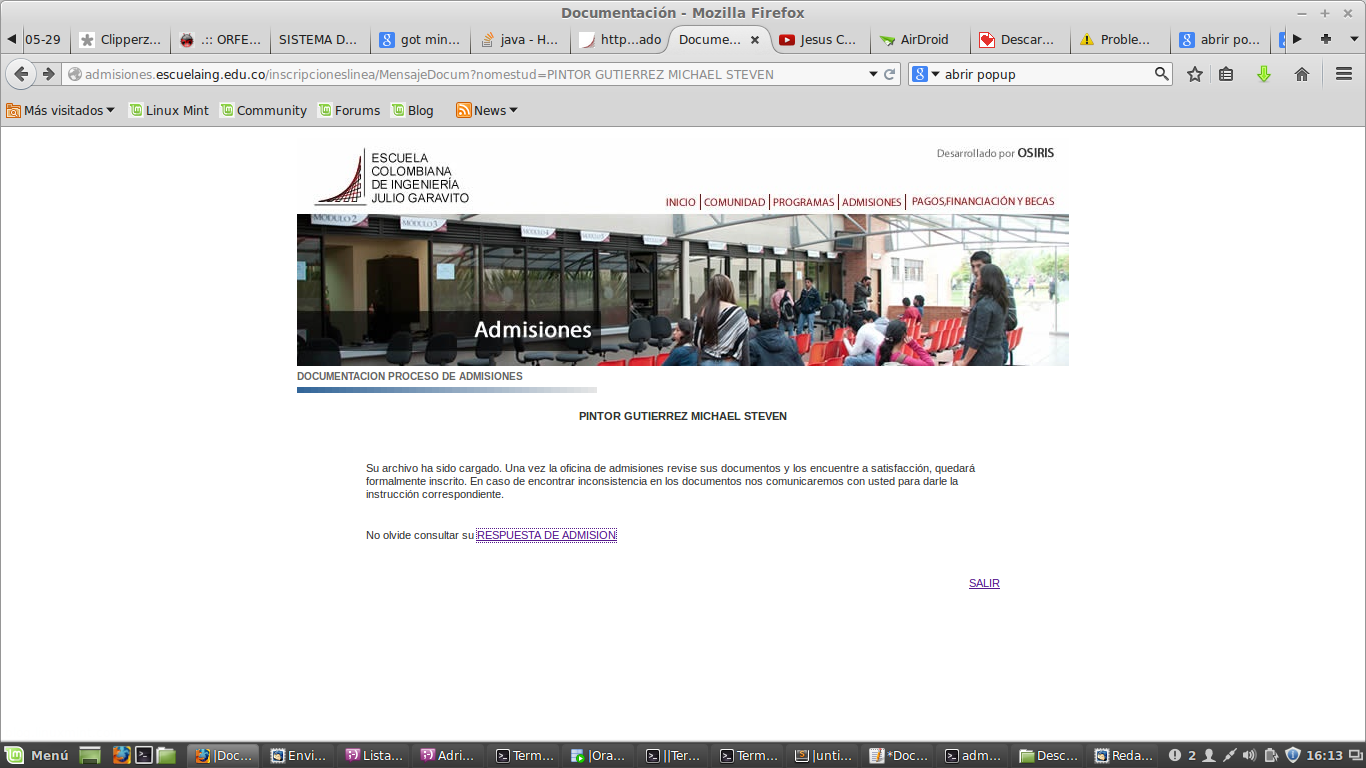 Documentación - Mozilla Firefox
05-29
Clipperz...
.:: ORFE...
SISTEMA D...
got min...
java - H...
http...ado
Docume...
Jesus C...
AirDroid
Descar...
Proble...
abrir po...
admisiones.escuelaing.edu.co/inscripcioneslinea/MensajeDocum?nomestud=PINTOR GUTIERREZ MICHAEL STEVEN
abrir popup
Más visitados
Linux Mint
Community
Forums
Blog
News
ESCUELA
COLOMBIANA
DE INGENIERÍA
JULIO GARAVITO
Desarrollado por OSIRIS
INICIO
COMUNIDAD
PROGRAMAS
ADMISIONES
PAGOS,FINANCIACIÓN Y BECAS
MODULO 2
MODULO 3
MODULO 4
Admisiones
DOCUMENTACION PROCESO DE ADMISIONES
PINTOR GUTIERREZ MICHAEL STEVEN
Su archivo ha sido cargado. Una vez la oficina de admisiones revise sus documentos y los encuentre a satisfacción, quedará
formalmente inscrito. En caso de encontrar inconsistencia en los documentos nos comunicaremos con usted para darle la
instrucción correspondiente.
No olvide consultar su RESPUESTA DE ADMISION
SALIR
Menú
|Doc...
Envi...
Lista...
Adri...
Term...
|Ora...
||Ter...
Term...
|unti...
*Doc...
adm...
Desc...
Reda...
2
16:13